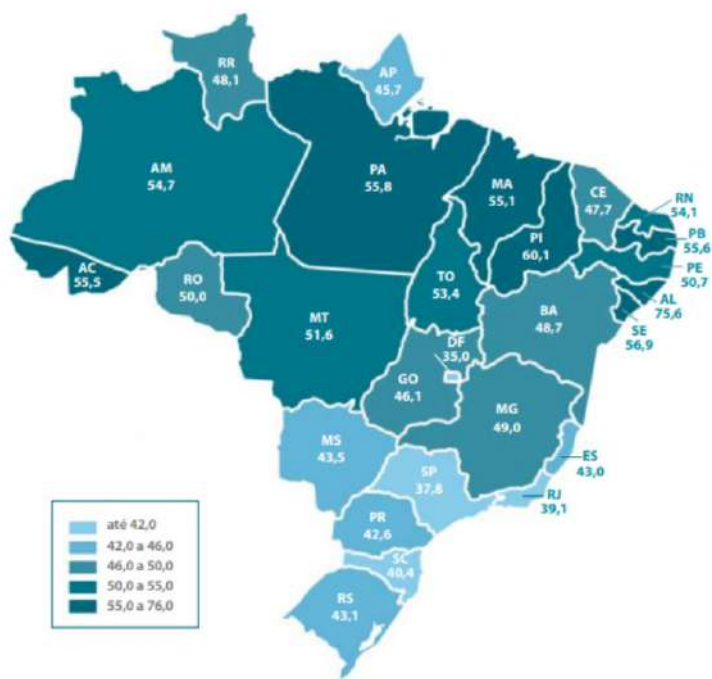 RR
48,1
AP
45,7
AM
54,7
PA
55,8
MA
55,1
CE
47,7
RN
54,1
PI
60,1
PB
55,6
PE
50,7
AC
55,5
RO
50,0
TO
53,4
AL
75,6
MT
51,6
BA
48,7
SE
56,9
DF
35,0
GO
46,1
MG
49,0
MS
43,5
ES
43,0
SP
37,8
RJ
39,1
PR
42,6
SC
40,4
RS
43,1
até 42,0
42,0 a 46,0
46,0 a 50,0
50,0 a 55,0
55,0 a 76,0